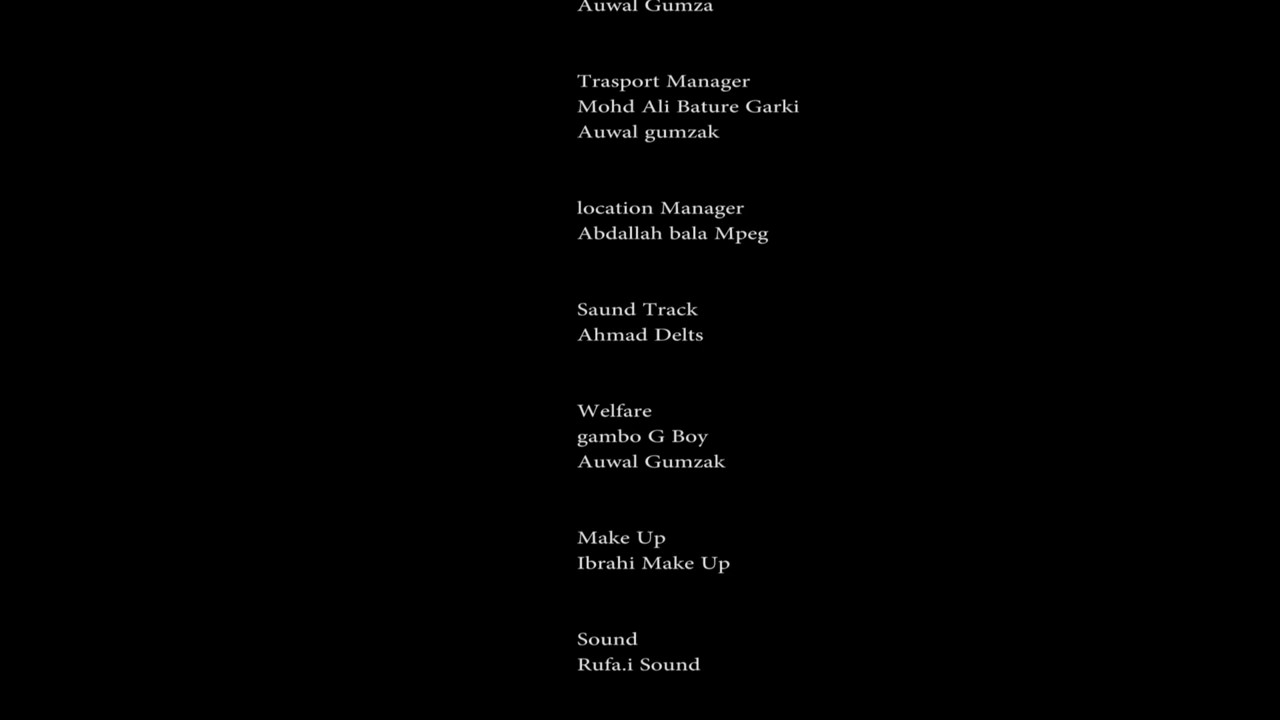 Auwal Gumza
Trasport Manager
Mohd Ali Bature Garki
Auwal gumzak
location Manager
Abdallah bala Mpeg
Saund Track
Ahmad Delts
Welfare
gambo G Boy
Auwal Gumzak
Make Up
Ibrahi Make Up
Sound
Rufa.i Sound